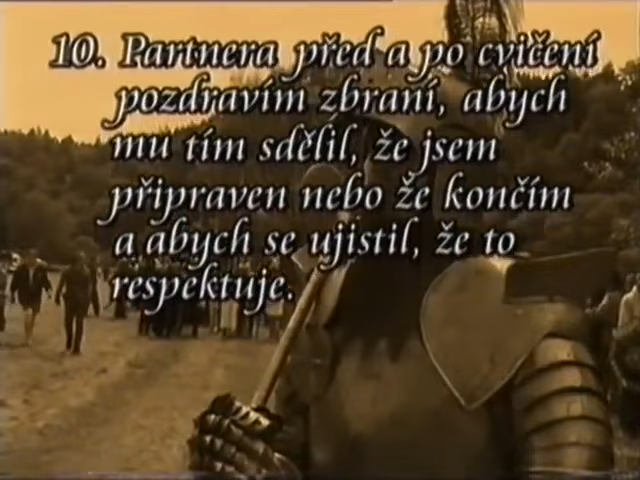 10. Partnera před a po cvičení
pozdravím zbraní, abych
mu tím sdělil, že jsem
připraven nebo že končím
a abych se ujistil, že to
respektuje.